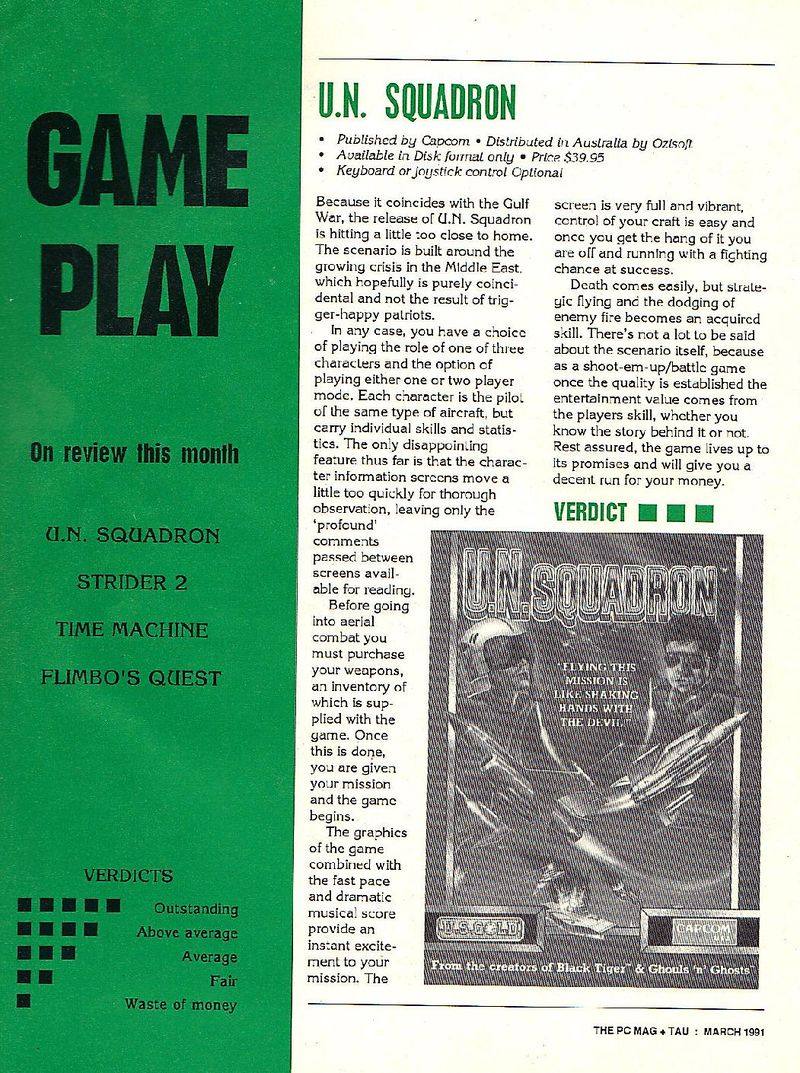 GAME
PLAY
On review this month
U.N. SQUADRON
STRIDER 2
TIME MACHINE
FLIMBO'S QUEST
VERDICTS
■ ■ ■ ■ ■ Outstanding
■ ■ ■ ■ Above average
■ ■ ■ Average
■ ■ Fair
■ Waste of money
U.N. SQUADRON
• Published by Capcom • Distributed in Australia by Ozisoft
• Available in Disk format only • Price $39.95
• Keyboard or joystick control Optional
Because it coincides with the Gulf
War, the release of U.N. Squadron
is hitting a little too close to home.
The scenario is built around the
growing crisis in the Middle East,
which hopefully is purely coinci-
dental and not the result of trig-
ger-happy patriots.
In any case, you have a choice
of playing the role of one of three
characters and the option of
playing either one or two player
mode. Each character is the pilot
of the same type of aircraft, but
carry individual skills and statis-
tics. The only disappointing
feature thus far is that the charac-
ter information screens move a
little too quickly for thorough
observation, leaving only the
'profound'
comments
passed between
screens avail-
able for reading.
Before going
into aerial
combat you
must purchase
your weapons,
an inventory of
which is sup-
plied with the
game. Once
this is done,
you are given
your mission
and the game
begins.
The graphics
of the game
combined with
the fast pace
and dramatic
musical score
provide an
instant excite-
ment to your
mission. The
screen is very full and vibrant,
control of your craft is easy and
once you get the hang of it you
are off and running with a fighting
chance at success.
Death comes easily, but strate-
gic flying and the dodging of
enemy fire becomes an acquired
skill. There's not a lot to be said
about the scenario itself, because
as a shoot-em-up/battle game
once the quality is established the
entertainment value comes from
the players skill, whether you
know the story behind it or not.
Rest assured, the game lives up to
its promises and will give you a
decent run for your money.
VERDICT ■ ■ ■
U.N. SQUADRON
"FLYING THIS
MISSION IS
LIKE SHAKING
HANDS WITH
THE DEVIL"
U.S. GOLD
CAPCOM
From the creators of Black Tiger™ & Ghouls 'n' Ghosts™
THE PC MAG + TAU : MARCH 1991